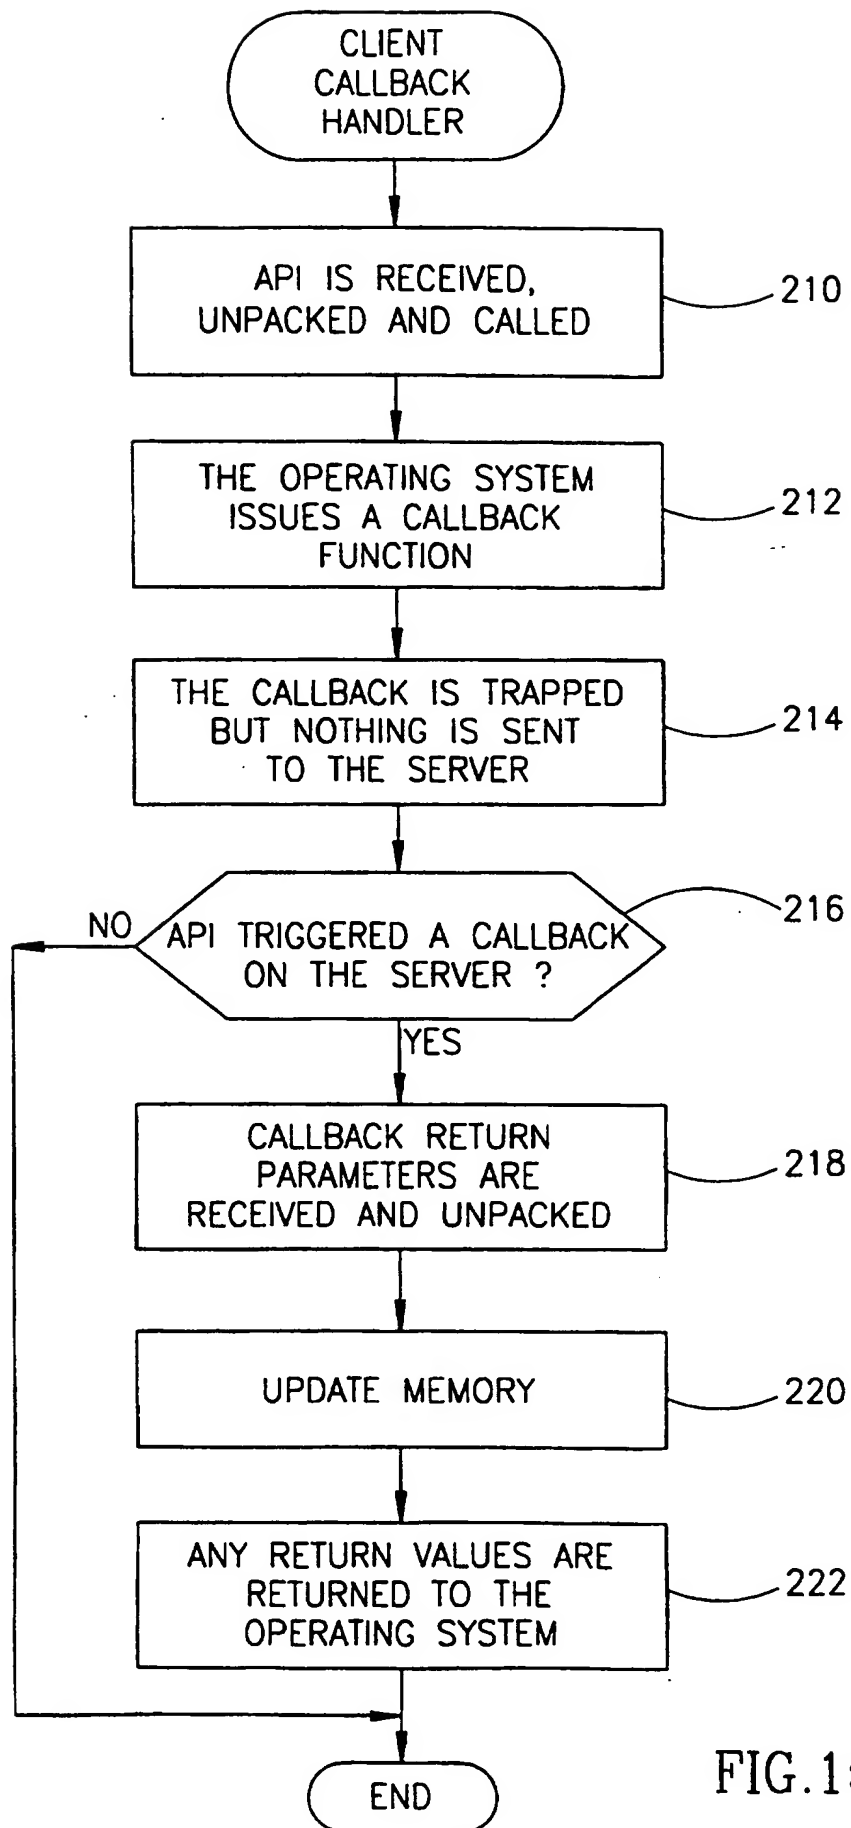 CLIENT
CALLBACK
HANDLER
API IS RECEIVED,
UNPACKED AND CALLED
210
THE OPERATING SYSTEM
ISSUES A CALLBACK
FUNCTION
212
THE CALLBACK IS TRAPPED
BUT NOTHING IS SENT
TO THE SERVER
214
NO
API TRIGGERED A CALLBACK
ON THE SERVER ?
216
YES
CALLBACK RETURN
PARAMETERS ARE
RECEIVED AND UNPACKED
218
UPDATE MEMORY
220
ANY RETURN VALUES ARE
RETURNED TO THE
OPERATING SYSTEM
222
END
FIG.1